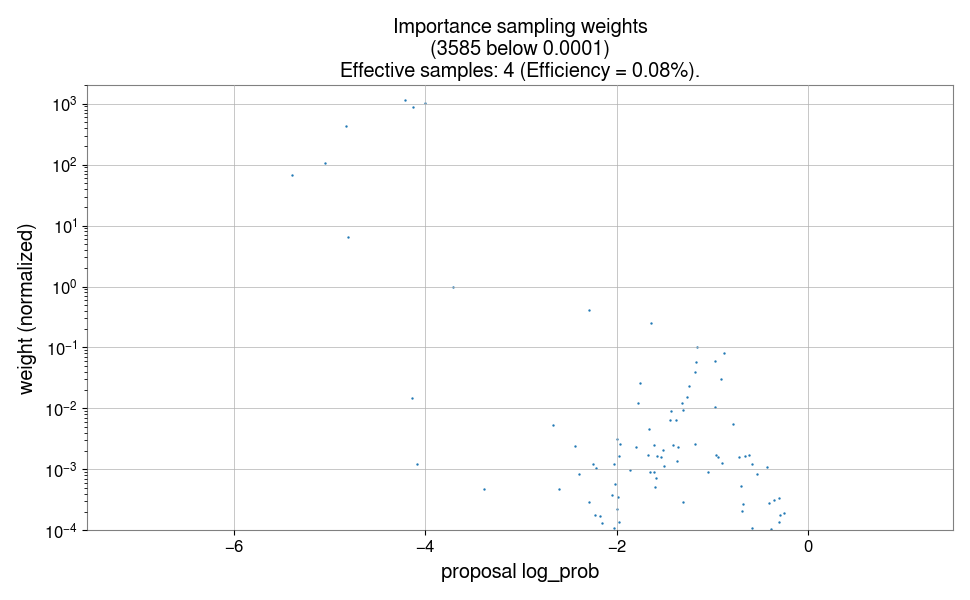 Importance sampling weights
(3585 below 0.0001)
Effective samples: 4 (Efficiency = 0.08%).
weight (normalized)
10³
10²
10¹
10⁰
10⁻¹
10⁻²
10⁻³
10⁻⁴
−6 −4 −2 0
proposal log_prob